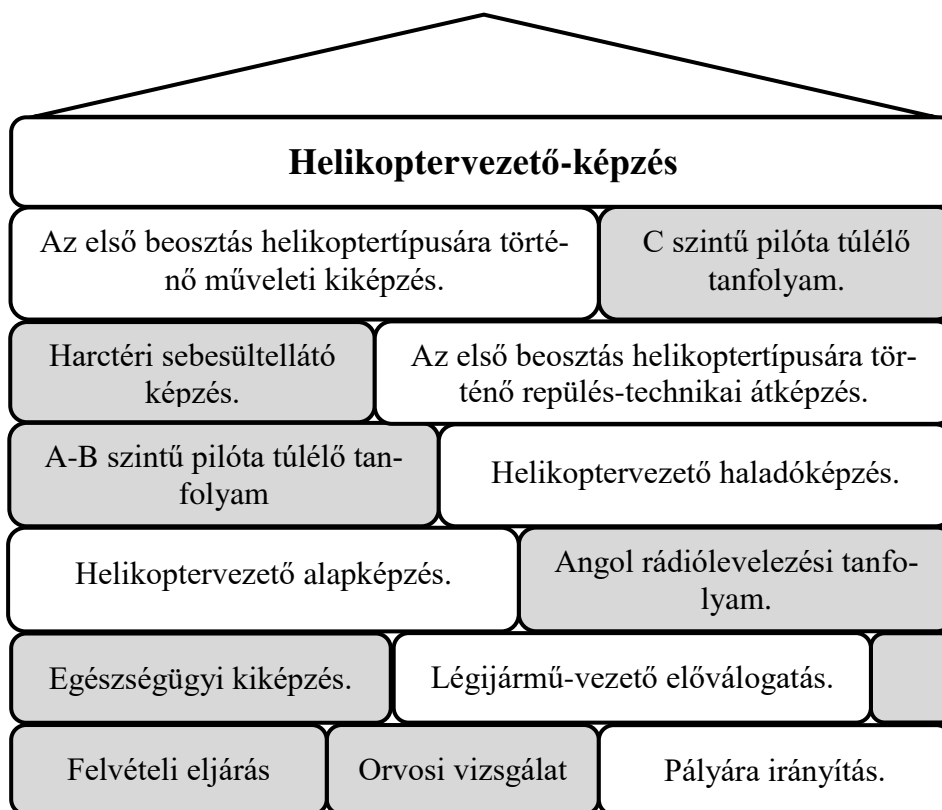 Helikoptervezető-képzés
Az első beosztás helikoptertípusára törté-
nő műveleti kiképzés.
C szintű pilóta túlélő
tanfolyam.
Harctéri sebesültellátó
képzés.
Az első beosztás helikoptertípusára tör-
ténő repülés-technikai átképzés.
A-B szintű pilóta túlélő tan-
folyam
Helikoptervezető haladóképzés.
Helikoptervezető alapképzés.
Angol rádiólevelezési tanfo-
lyam.
Egészségügyi kiképzés.
Légijármű-vezető előválogatás.
Felvételi eljárás
Orvosi vizsgálat
Pályára irányítás.